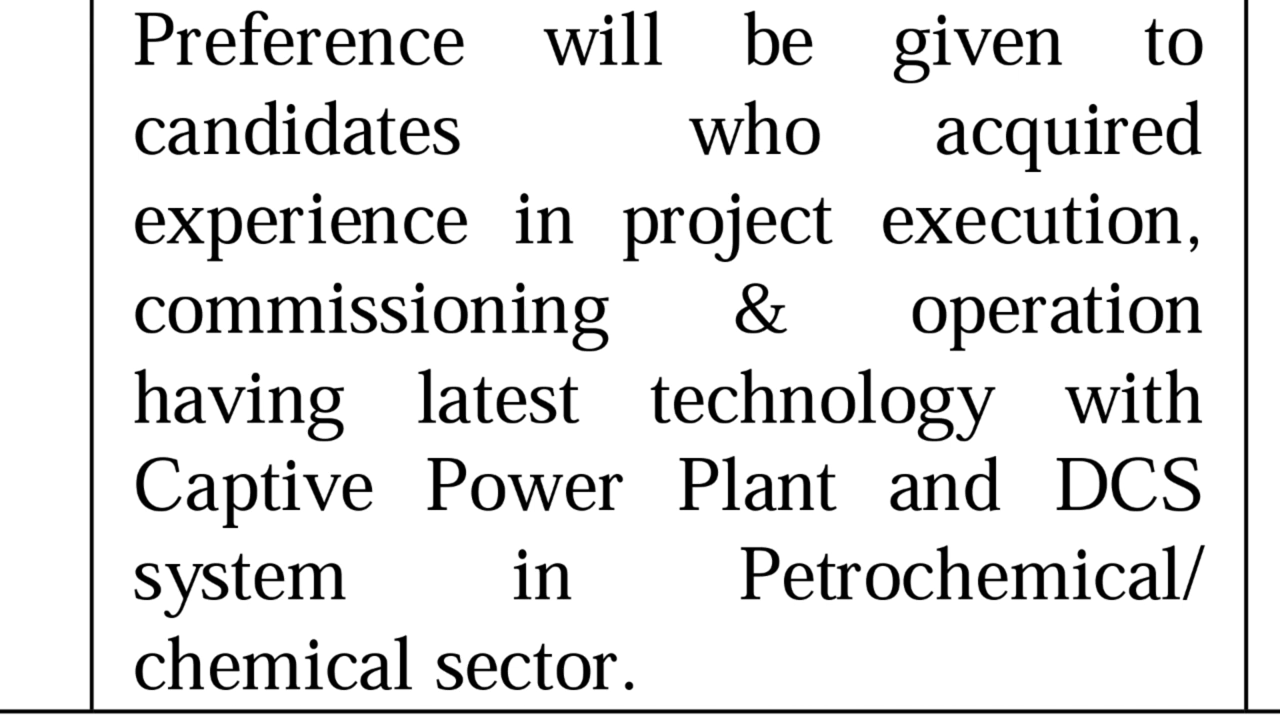 Preference will be given to
candidates who acquired
experience in project execution,
commissioning & operation
having latest technology with
Captive Power Plant and DCS
system in Petrochemical/
chemical sector.